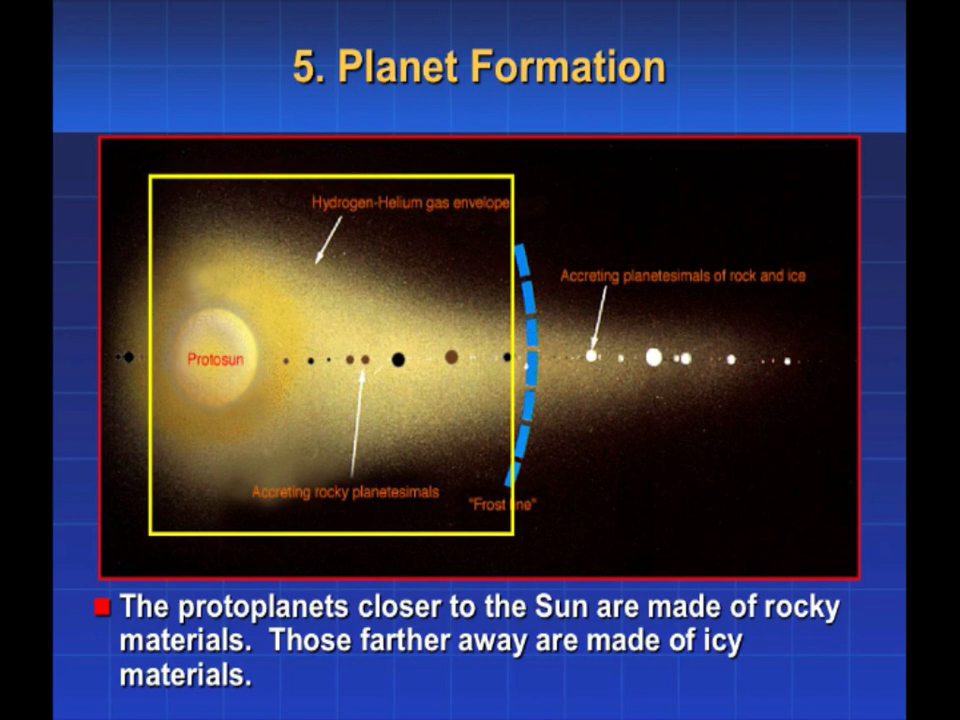 5. Planet Formation
Hydrogen-Helium gas envelope
Accreting planetesimals of rock and ice
Protosun
Accreting rocky planetesimals
"Frost line"
The protoplanets closer to the Sun are made of rocky
materials. Those farther away are made of icy
materials.